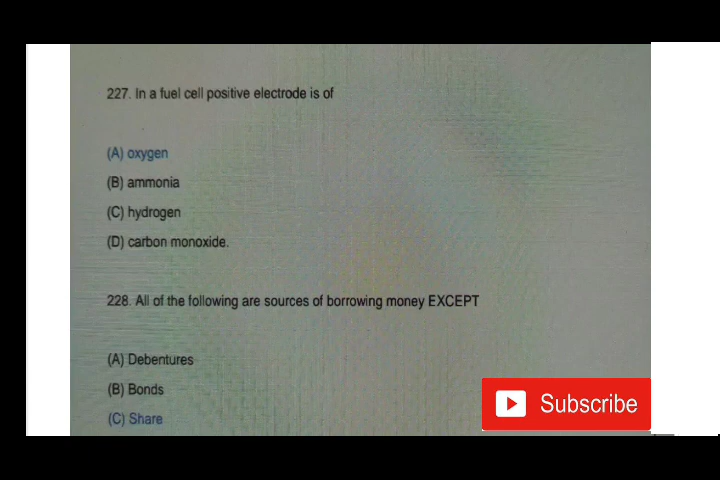 227. In a fuel cell positive electrode is of
(A) oxygen
(B) ammonia
(C) hydrogen
(D) carbon monoxide.
228. All of the following are sources of borrowing money EXCEPT
(A) Debentures
(B) Bonds
(C) Share
Subscribe